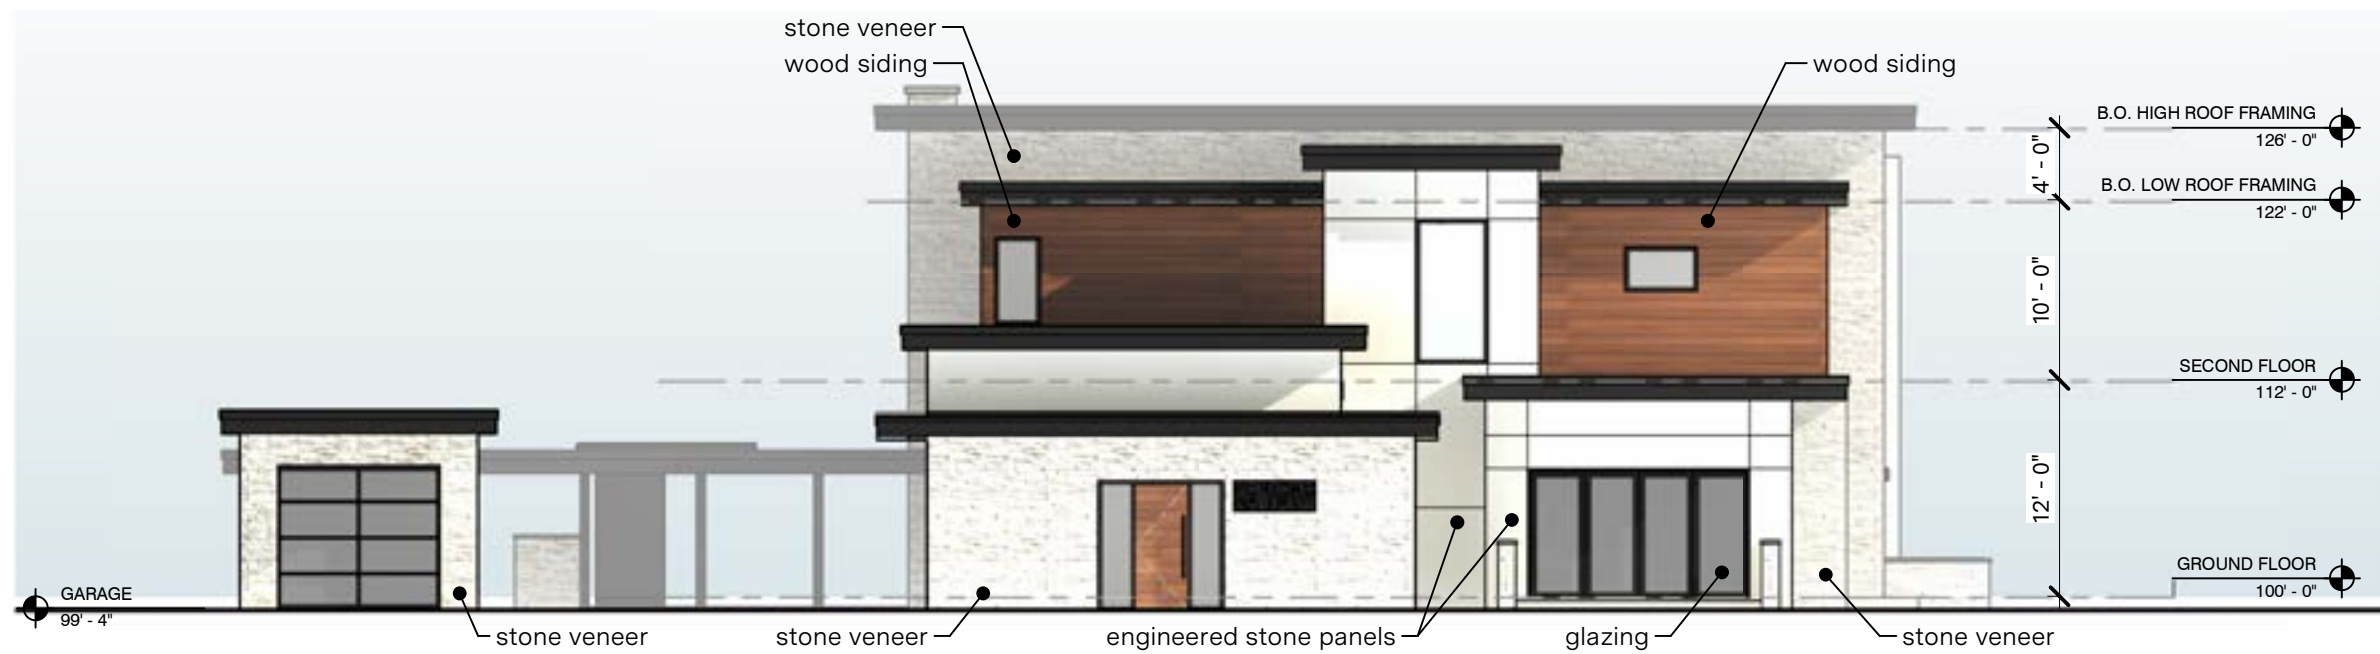 stone veneer
wood siding
wood siding
B.O. HIGH ROOF FRAMING
126' - 0"
4' - 0"
B.O. LOW ROOF FRAMING
122' - 0"
10' - 0"
SECOND FLOOR
112' - 0"
12' - 0"
GROUND FLOOR
100' - 0"
GARAGE
99' - 4"
stone veneer
stone veneer
engineered stone panels
glazing
stone veneer